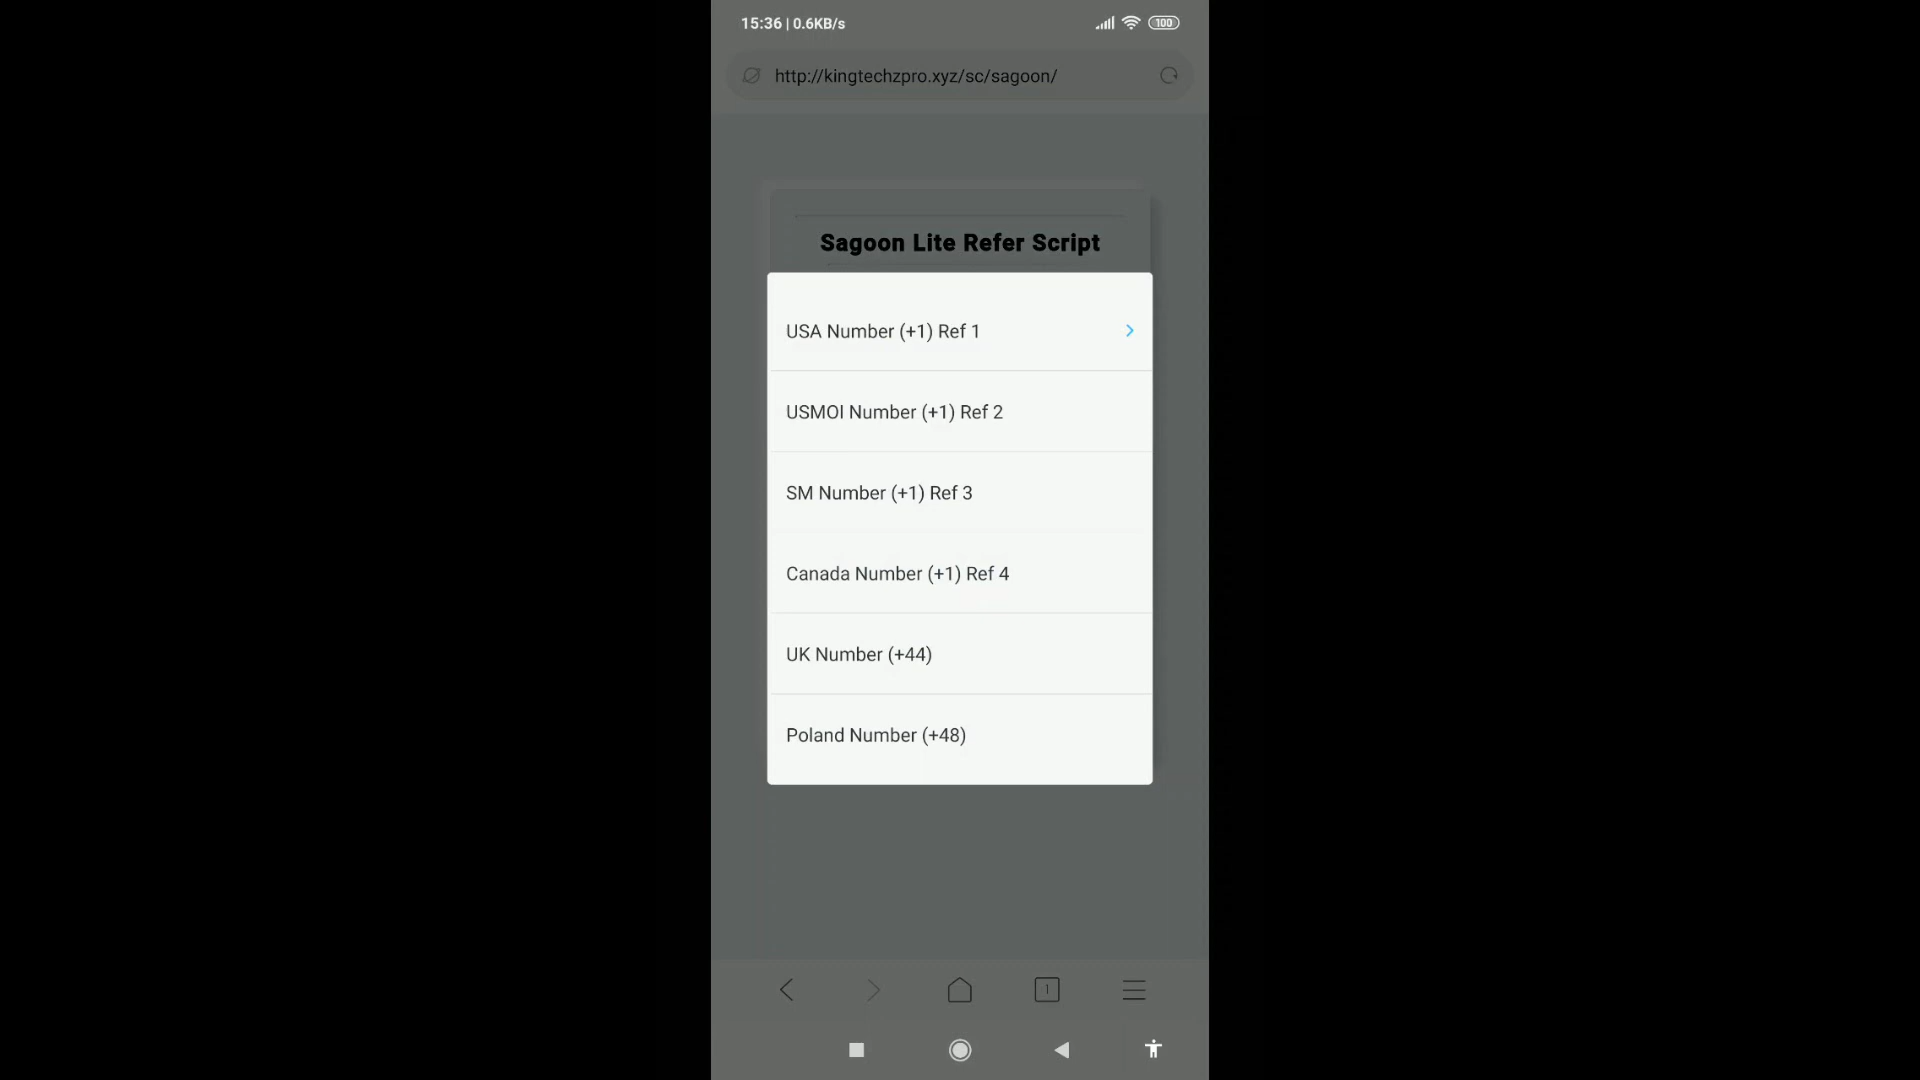 15:36 | 0.6KB/s
100
http://kingtechzpro.xyz/sc/sagoon/
Sagoon Lite Refer Script
USA Number (+1) Ref 1
USMOI Number (+1) Ref 2
SM Number (+1) Ref 3
Canada Number (+1) Ref 4
UK Number (+44)
Poland Number (+48)
1